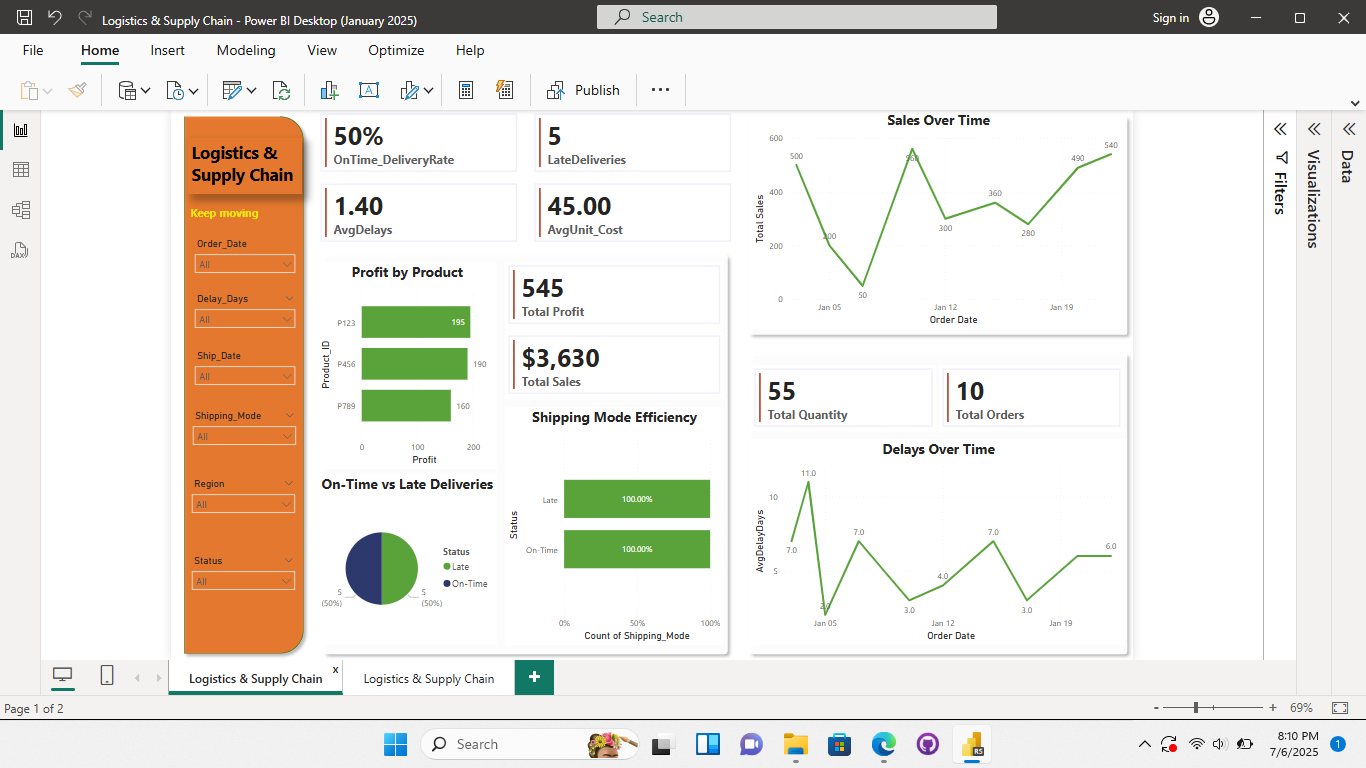 Logistics & Supply Chain - Power BI Desktop (January 2025)
Search
Sign in
File
Home
Insert
Modeling
View
Optimize
Help
Publish
Logistics &
Supply Chain
Keep moving
Order_Date
All
Delay_Days
All
Ship_Date
All
Shipping_Mode
All
Region
All
Status
All
50%
OnTime_DeliveryRate
5
LateDeliveries
1.40
AvgDelays
45.00
AvgUnit_Cost
Profit by Product
Product_ID
P123
195
P456
190
P789
160
0
100
200
Profit
545
Total Profit
$3,630
Total Sales
On-Time vs Late Deliveries
5
(50%)
5
(50%)
Status
Late
On-Time
Shipping Mode Efficiency
Status
Late
100.00%
On-Time
100.00%
0%
50%
100%
Count of Shipping_Mode
Sales Over Time
Total Sales
600
400
200
0
500
200
50
560
300
360
280
490
540
Jan 05
Jan 12
Jan 19
Order Date
55
Total Quantity
10
Total Orders
Delays Over Time
AvgDelayDays
10
5
7.0
11.0
2.0
7.0
3.0
4.0
7.0
3.0
6.0
Jan 05
Jan 12
Jan 19
Order Date
Filters
Visualizations
Data
DAX
Logistics & Supply Chain
x
Logistics & Supply Chain
+
Page 1 of 2
-
+
69%
Search
RS
8:10 PM
7/6/2025
1